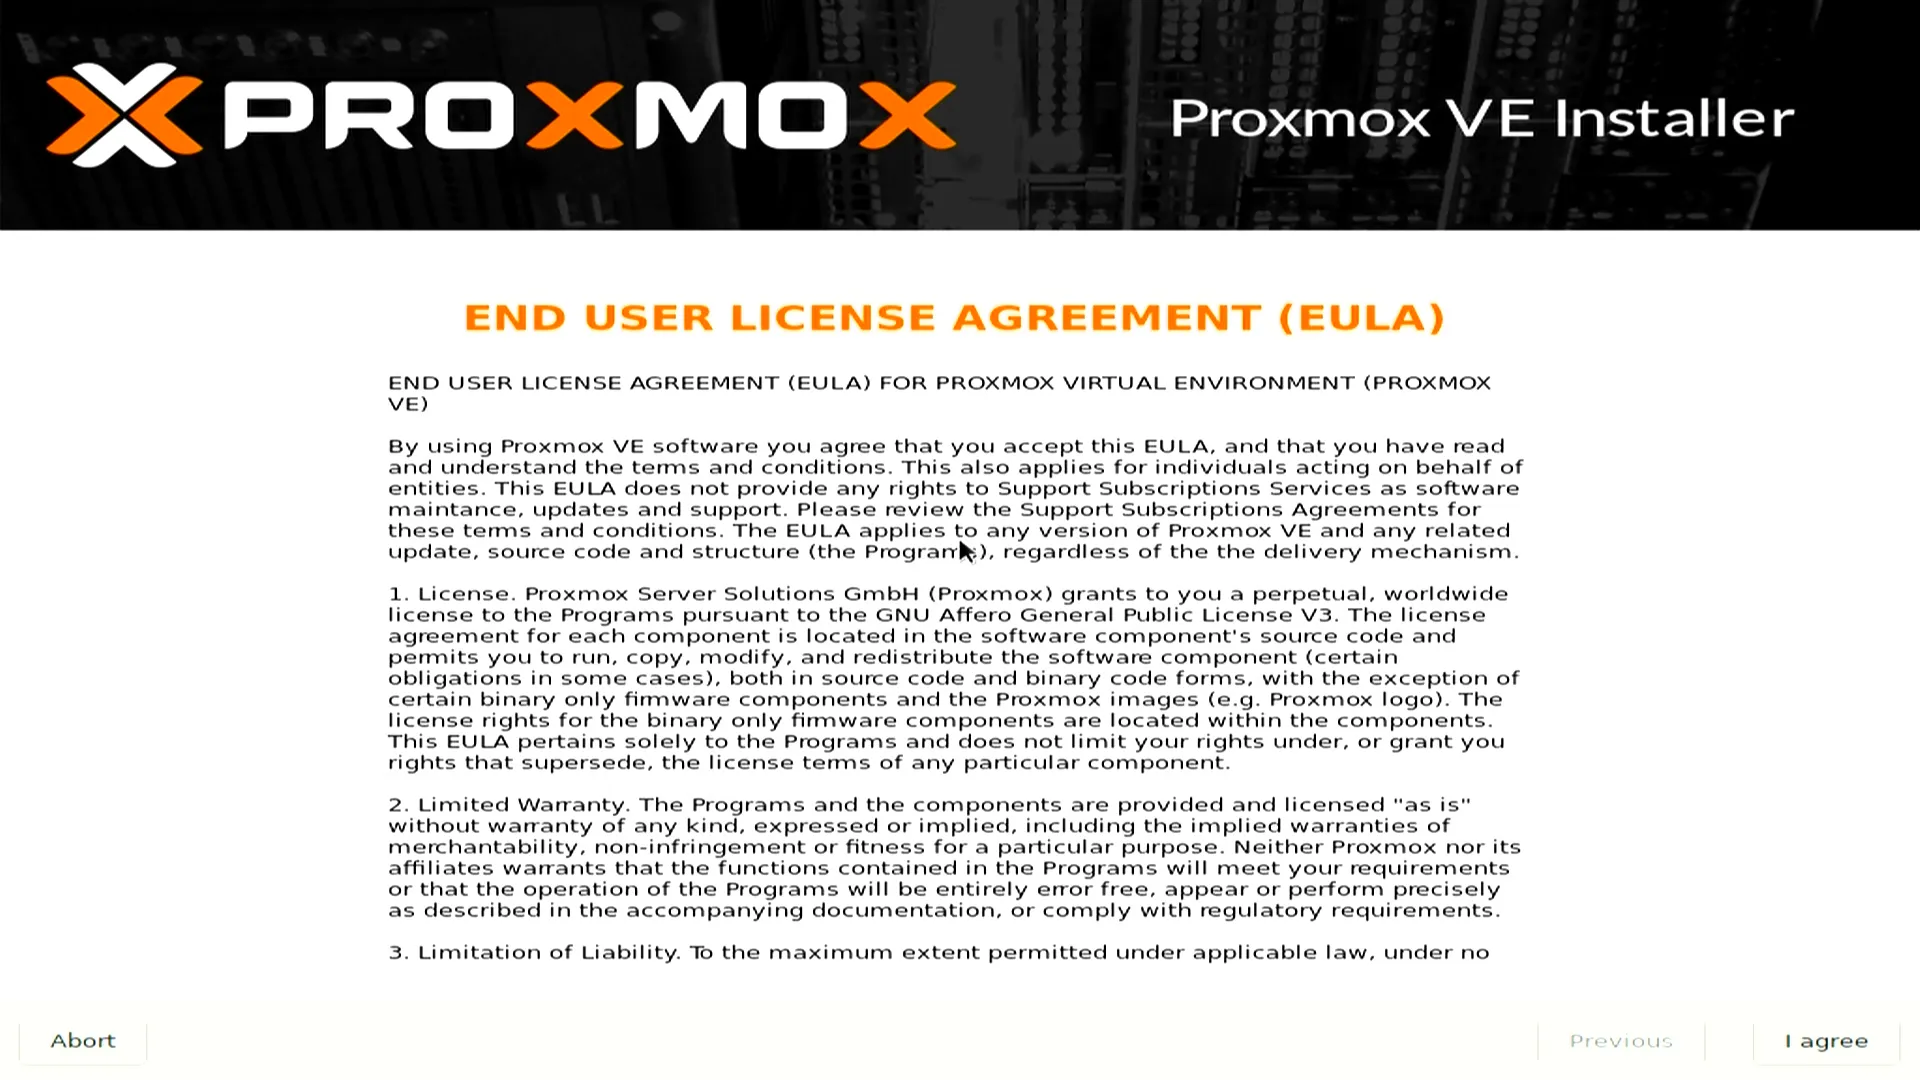 PROXMOX
Proxmox VE Installer
END USER LICENSE AGREEMENT (EULA)
END USER LICENSE AGREEMENT (EULA) FOR PROXMOX VIRTUAL ENVIRONMENT (PROXMOX
VE)
By using Proxmox VE software you agree that you accept this EULA, and that you have read
and understand the terms and conditions. This also applies for individuals acting on behalf of
entities. This EULA does not provide any rights to Support Subscriptions Services as software
maintance, updates and support. Please review the Support Subscriptions Agreements for
these terms and conditions. The EULA applies to any version of Proxmox VE and any related
update, source code and structure (the Programs), regardless of the the delivery mechanism.
1. License. Proxmox Server Solutions GmbH (Proxmox) grants to you a perpetual, worldwide
license to the Programs pursuant to the GNU Affero General Public License V3. The license
agreement for each component is located in the software component's source code and
permits you to run, copy, modify, and redistribute the software component (certain
obligations in some cases), both in source code and binary code forms, with the exception of
certain binary only firmware components and the Proxmox images (e.g. Proxmox logo). The
license rights for the binary only firmware components are located within the components.
This EULA pertains solely to the Programs and does not limit your rights under, or grant you
rights that supersede, the license terms of any particular component.
2. Limited Warranty. The Programs and the components are provided and licensed "as is"
without warranty of any kind, expressed or implied, including the implied warranties of
merchantability, non-infringement or fitness for a particular purpose. Neither Proxmox nor its
affiliates warrants that the functions contained in the Programs will meet your requirements
or that the operation of the Programs will be entirely error free, appear or perform precisely
as described in the accompanying documentation, or comply with regulatory requirements.
3. Limitation of Liability. To the maximum extent permitted under applicable law, under no
Abort
Previous
I agree